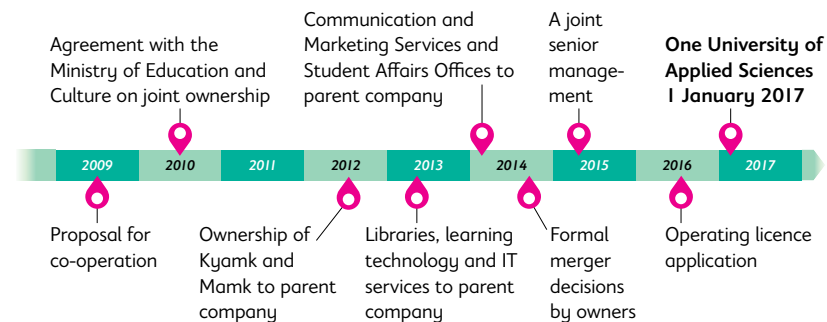 Agreement with the
Ministry of Education and
Culture on joint ownership
Communication and
Marketing Services and
Student Affairs Offices to
parent company
A joint
senior
manage-
ment
One University of
Applied Sciences
1 January 2017
2009
2010
2011
2012
2013
2014
2015
2016
2017
Proposal for
co-operation
Ownership of
Kyamk and
Mamk to parent
company
Libraries, learning
technology and IT
services to parent
company
Formal
merger
decisions
by owners
Operating licence
application